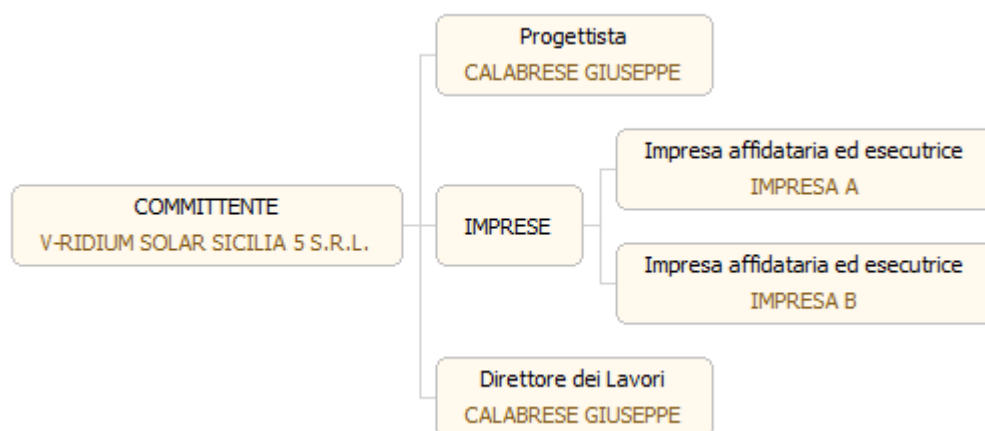 Progettista
CALABRESE GIUSEPPE
Impresa affidataria ed esecutrice
IMPRESA A
COMMITTENTE
V-RIDIUM SOLAR SICILIA 5 S.R.L.
IMPRESE
Impresa affidataria ed esecutrice
IMPRESA B
Direttore dei Lavori
CALABRESE GIUSEPPE